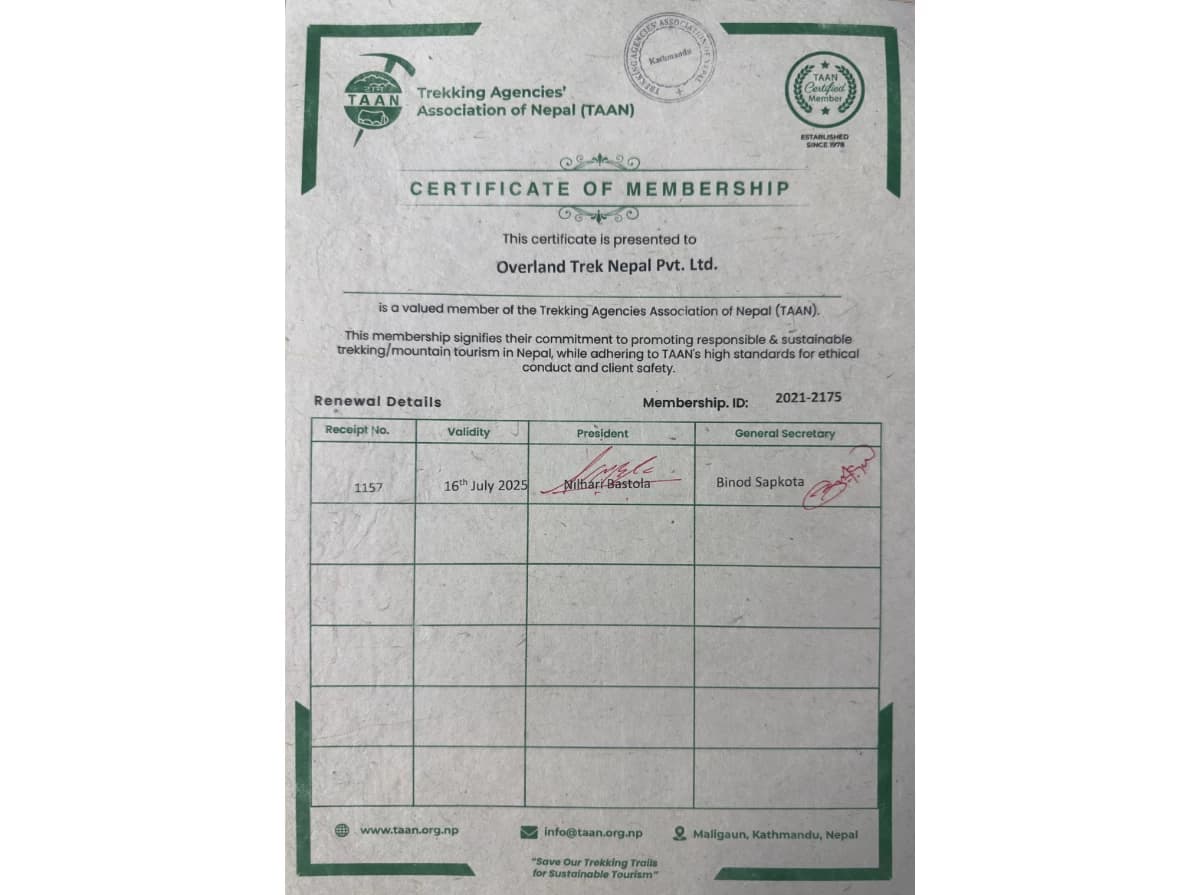 TREKKING AGENCIES' ASSOCIATION OF NEPAL
Kathmandu
TAAN
Trekking Agencies'
Association of Nepal (TAAN)
TAAN
Certified
Member
ESTABLISHED
SINCE 1978
CERTIFICATE OF MEMBERSHIP
This certificate is presented to
Overland Trek Nepal Pvt. Ltd.
is a valued member of the Trekking Agencies Association of Nepal (TAAN).
This membership signifies their commitment to promoting responsible & sustainable
trekking/mountain tourism in Nepal, while adhering to TAAN's high standards for ethical
conduct and client safety.
Renewal Details
Membership. ID: 2021-2175
Receipt No. Validity President General Secretary
1157 16th July 2025 Nilhari Bastola Binod Sapkota
www.taan.org.np info@taan.org.np Maligaun, Kathmandu, Nepal
"Save Our Trekking Trails
for Sustainable Tourism"